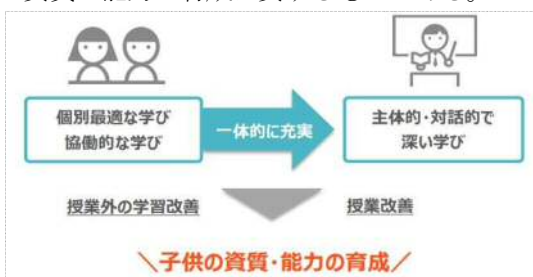 個別最適な学び
協働的な学び
一体的に充実
主体的・対話的で
深い学び
授業外の学習改善
授業改善
＼子供の資質・能力の育成／